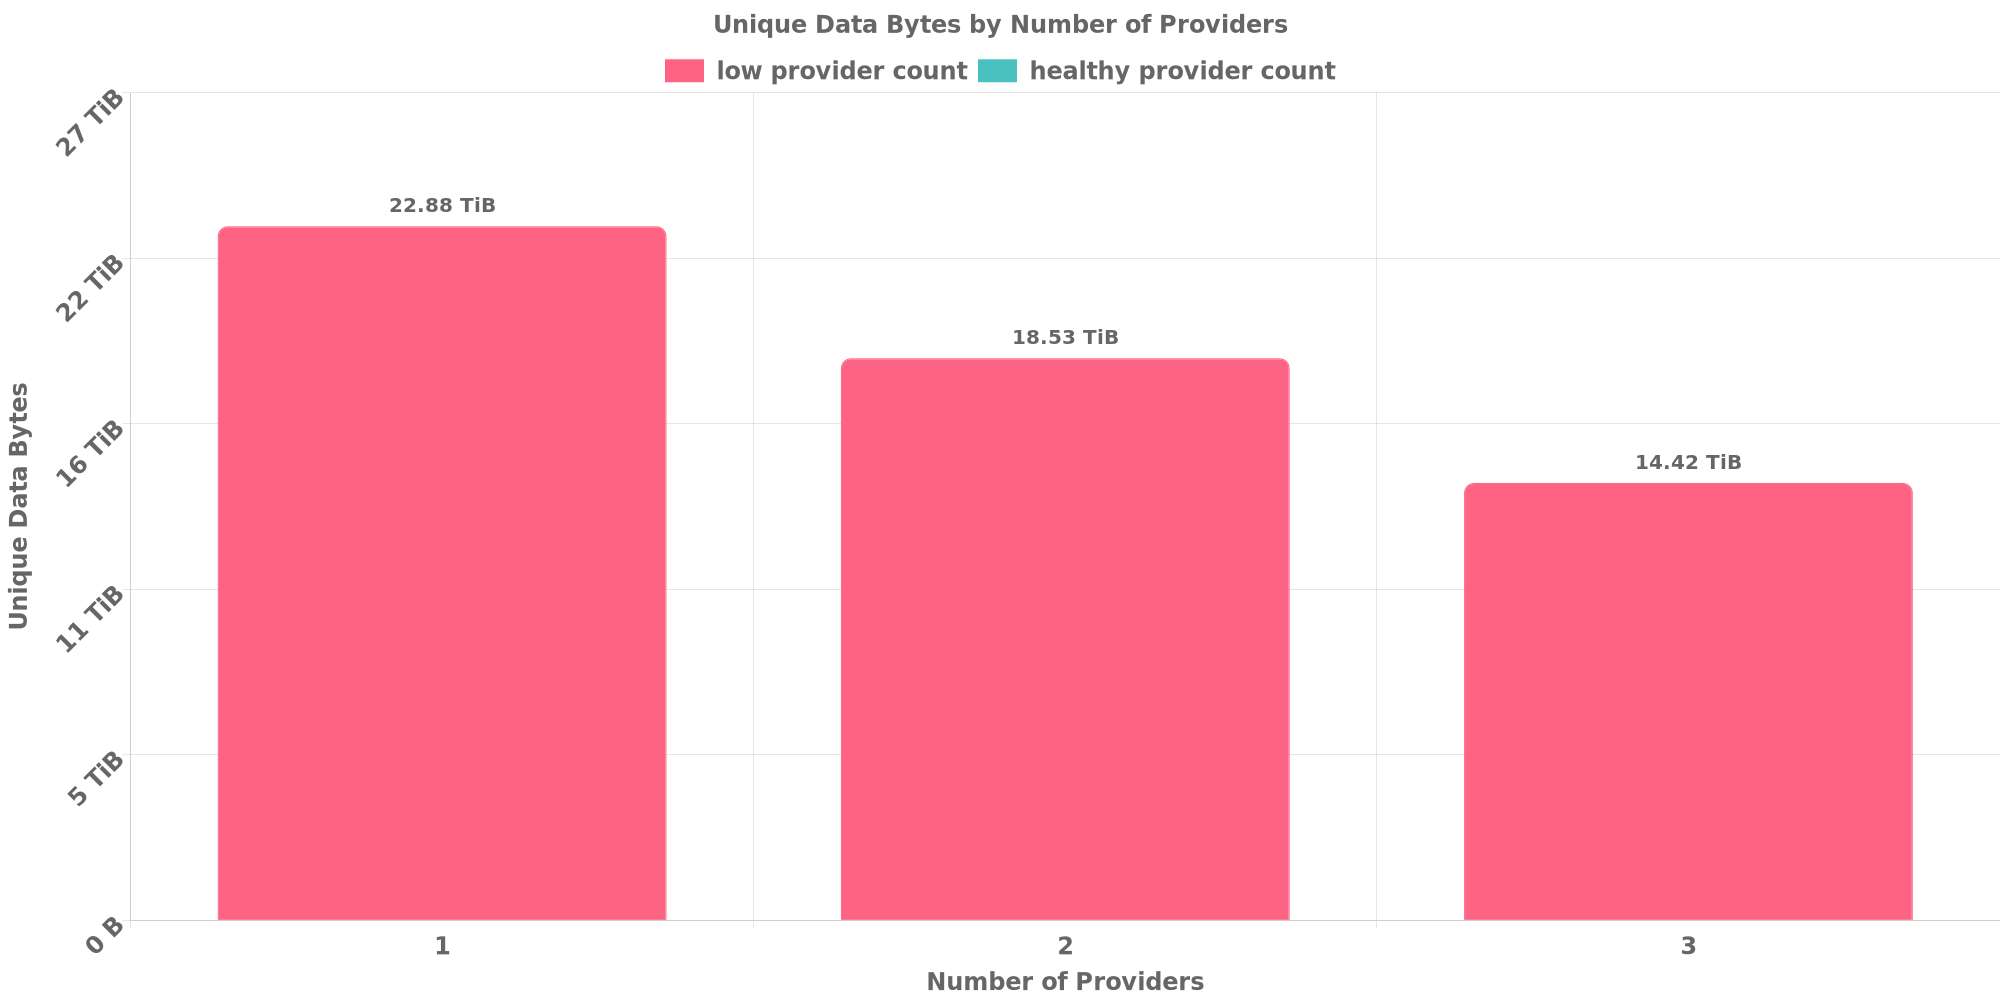 Unique Data Bytes by Number of Providers
low provider count healthy provider count
27 TiB
22 TiB
16 TiB
11 TiB
5 TiB
0 B
Unique Data Bytes
22.88 TiB
18.53 TiB
14.42 TiB
1 2 3
Number of Providers